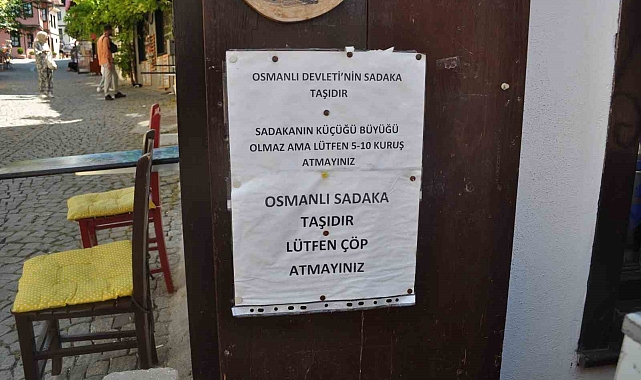 OSMANLI DEVLETİ'NİN SADAKA
TAŞIDIR
SADAKANIN KÜÇÜĞÜ BÜYÜĞÜ
OLMAZ AMA LÜTFEN 5-10 KURUŞ
ATMAYINIZ
OSMANLI SADAKA
TAŞIDIR
LÜTFEN ÇÖP
ATMAYINIZ